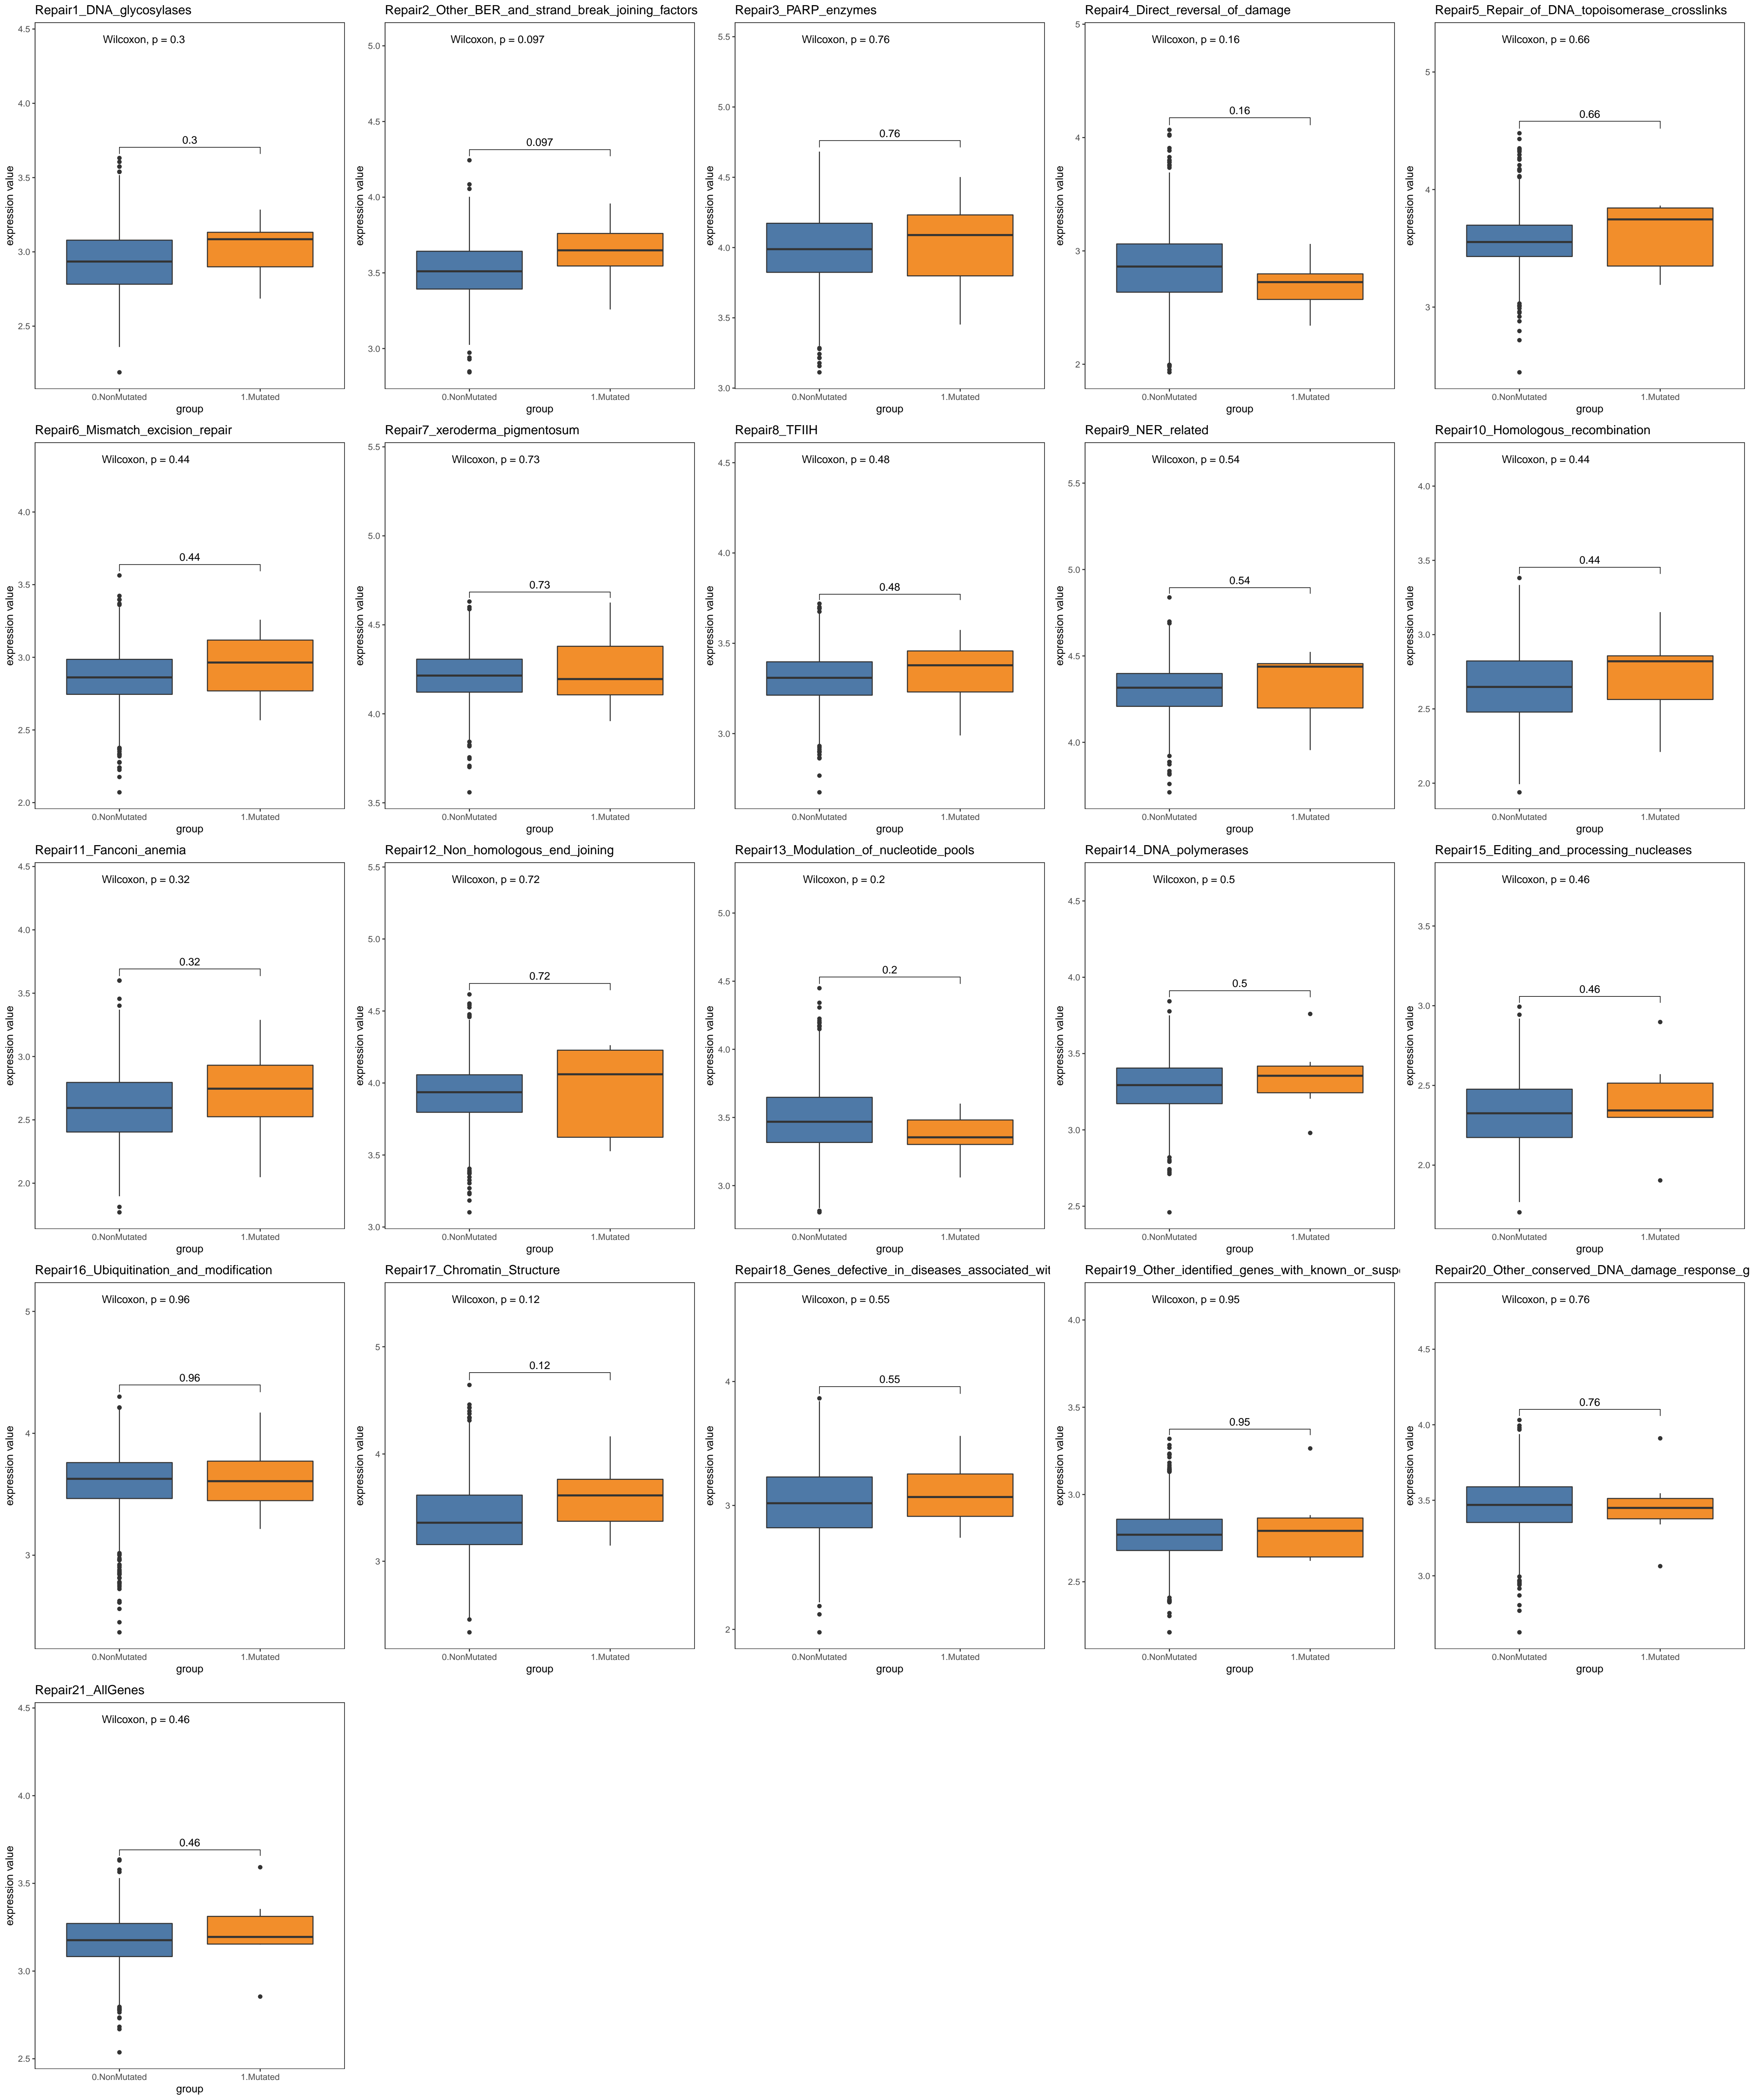 Repair1_DNA_glycosylases
Wilcoxon, p = 0.3
0.3
4.5
4.0
3.5
3.0
2.5
expression value
0.NonMutated
1.Mutated
group
Repair2_Other_BER_and_strand_break_joining_factors
Wilcoxon, p = 0.097
0.097
5.0
4.5
4.0
3.5
3.0
expression value
0.NonMutated
1.Mutated
group
Repair3_PARP_enzymes
Wilcoxon, p = 0.76
0.76
5.5
5.0
4.5
4.0
3.5
3.0
expression value
0.NonMutated
1.Mutated
group
Repair4_Direct_reversal_of_damage
Wilcoxon, p = 0.16
0.16
5
4
3
2
expression value
0.NonMutated
1.Mutated
group
Repair5_Repair_of_DNA_topoisomerase_crosslinks
Wilcoxon, p = 0.66
0.66
5
4
3
expression value
0.NonMutated
1.Mutated
group
Repair6_Mismatch_excision_repair
Wilcoxon, p = 0.44
0.44
4.0
3.5
3.0
2.5
2.0
expression value
0.NonMutated
1.Mutated
group
Repair7_xeroderma_pigmentosum
Wilcoxon, p = 0.73
0.73
5.5
5.0
4.5
4.0
3.5
expression value
0.NonMutated
1.Mutated
group
Repair8_TFIIH
Wilcoxon, p = 0.48
0.48
4.5
4.0
3.5
3.0
expression value
0.NonMutated
1.Mutated
group
Repair9_NER_related
Wilcoxon, p = 0.54
0.54
5.5
5.0
4.5
4.0
expression value
0.NonMutated
1.Mutated
group
Repair10_Homologous_recombination
Wilcoxon, p = 0.44
0.44
4.0
3.5
3.0
2.5
2.0
expression value
0.NonMutated
1.Mutated
group
Repair11_Fanconi_anemia
Wilcoxon, p = 0.32
0.32
4.5
4.0
3.5
3.0
2.5
2.0
expression value
0.NonMutated
1.Mutated
group
Repair12_Non_homologous_end_joining
Wilcoxon, p = 0.72
0.72
5.5
5.0
4.5
4.0
3.5
3.0
expression value
0.NonMutated
1.Mutated
group
Repair13_Modulation_of_nucleotide_pools
Wilcoxon, p = 0.2
0.2
5.0
4.5
4.0
3.5
3.0
expression value
0.NonMutated
1.Mutated
group
Repair14_DNA_polymerases
Wilcoxon, p = 0.5
0.5
4.5
4.0
3.5
3.0
2.5
expression value
0.NonMutated
1.Mutated
group
Repair15_Editing_and_processing_nucleases
Wilcoxon, p = 0.46
0.46
3.5
3.0
2.5
2.0
expression value
0.NonMutated
1.Mutated
group
Repair16_Ubiquitination_and_modification
Wilcoxon, p = 0.96
0.96
5
4
3
expression value
0.NonMutated
1.Mutated
group
Repair17_Chromatin_Structure
Wilcoxon, p = 0.12
0.12
5
4
3
expression value
0.NonMutated
1.Mutated
group
Repair18_Genes_defective_in_diseases_associated_wit
Wilcoxon, p = 0.55
0.55
4
3
2
expression value
0.NonMutated
1.Mutated
group
Repair19_Other_identified_genes_with_known_or_susp
Wilcoxon, p = 0.95
0.95
4.0
3.5
3.0
2.5
expression value
0.NonMutated
1.Mutated
group
Repair20_Other_conserved_DNA_damage_response_g
Wilcoxon, p = 0.76
0.76
4.5
4.0
3.5
3.0
expression value
0.NonMutated
1.Mutated
group
Repair21_AllGenes
Wilcoxon, p = 0.46
0.46
4.5
4.0
3.5
3.0
2.5
expression value
0.NonMutated
1.Mutated
group